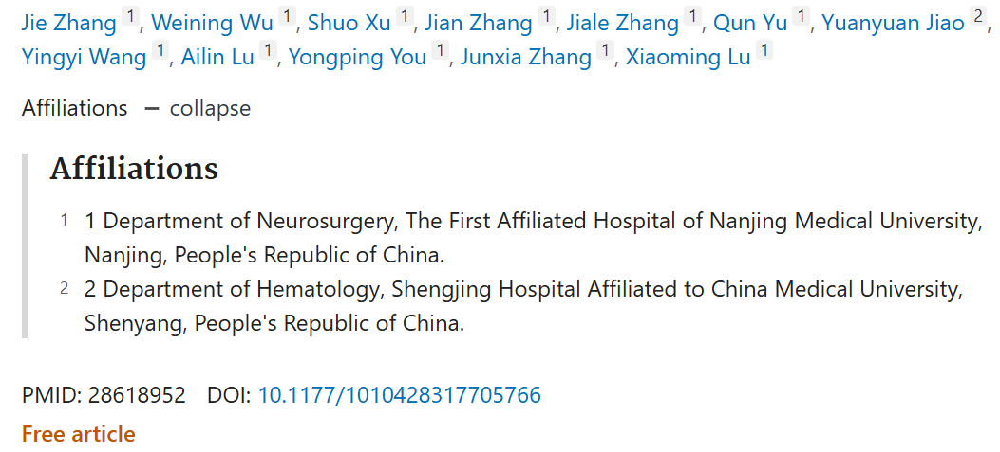 Jie Zhang 1, Weining Wu 1, Shuo Xu 1, Jian Zhang 1, Jiale Zhang 1, Qun Yu 1, Yuanyuan Jiao 2,
Yingyi Wang 1, Ailin Lu 1, Yongping You 1, Junxia Zhang 1, Xiaoming Lu 1
Affiliations − collapse
Affiliations
1 1 Department of Neurosurgery, The First Affiliated Hospital of Nanjing Medical University,
Nanjing, People's Republic of China.
2 2 Department of Hematology, Shengjing Hospital Affiliated to China Medical University,
Shenyang, People's Republic of China.
PMID: 28618952 DOI: 10.1177/1010428317705766
Free article